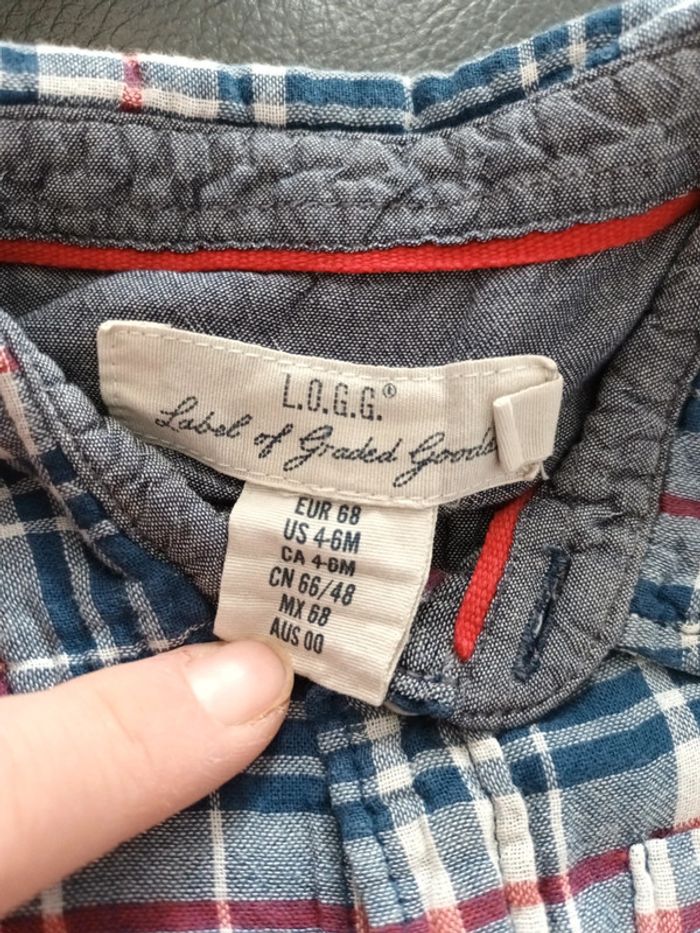 L.O.G.G.®
Label of Graded Goods
EUR 68
US 4-6M
CA 4-6M
CN 66/48
MX 68
AUS 00